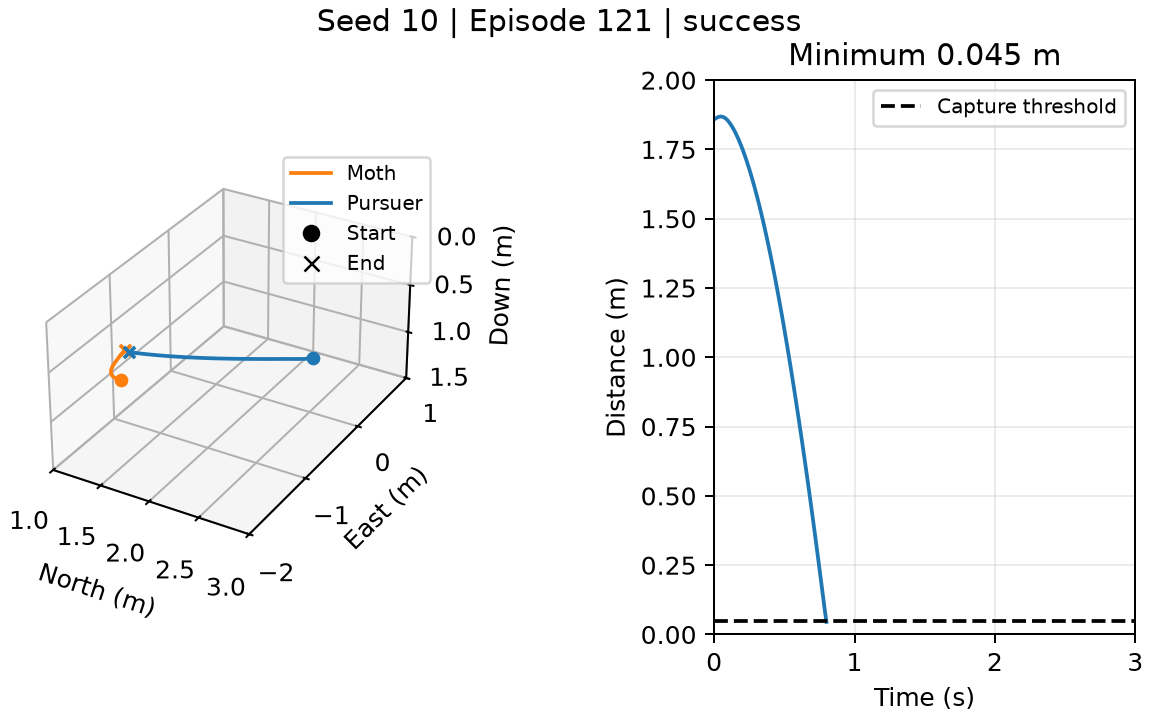 Seed 10 | Episode 121 | success
Moth
Pursuer
Start
End
0.0
0.5
1.0
1.5
Down (m)
1
0
−1
−2
East (m)
1.0
1.5
2.0
2.5
3.0
North (m)
Minimum 0.045 m
Capture threshold
2.00
1.75
1.50
1.25
1.00
0.75
0.50
0.25
0.00
Distance (m)
0 1 2 3
Time (s)